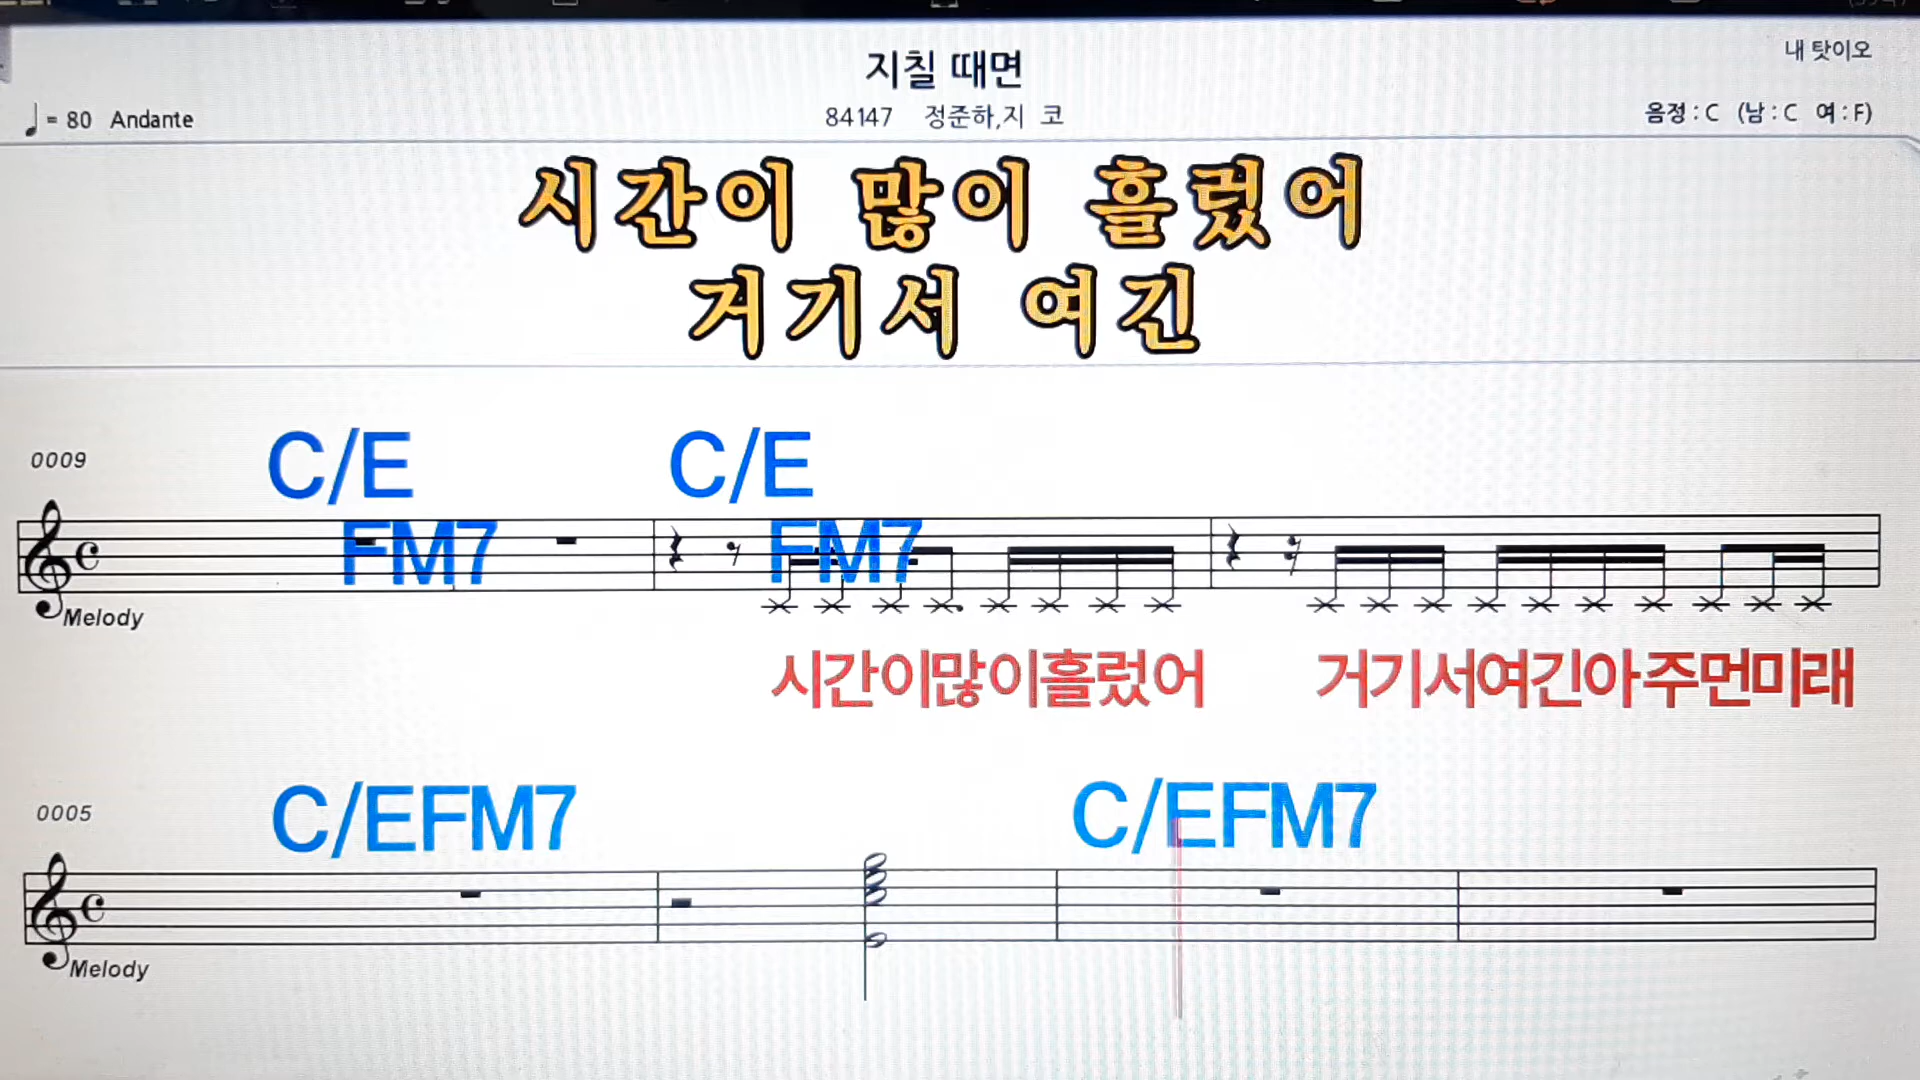 지칠 때면
내 탓이오
♩= 80 Andante
84147 정준하,지 코
음정 : C (남 : C 여 : F)
시간이 많이 흘렀어
거기서 여긴
0009
C/E C/E
FM7 FM7
Melody
시간이많이흘렀어 거기서여긴아주먼미래
0005
C/EFM7 C/EFM7
Melody